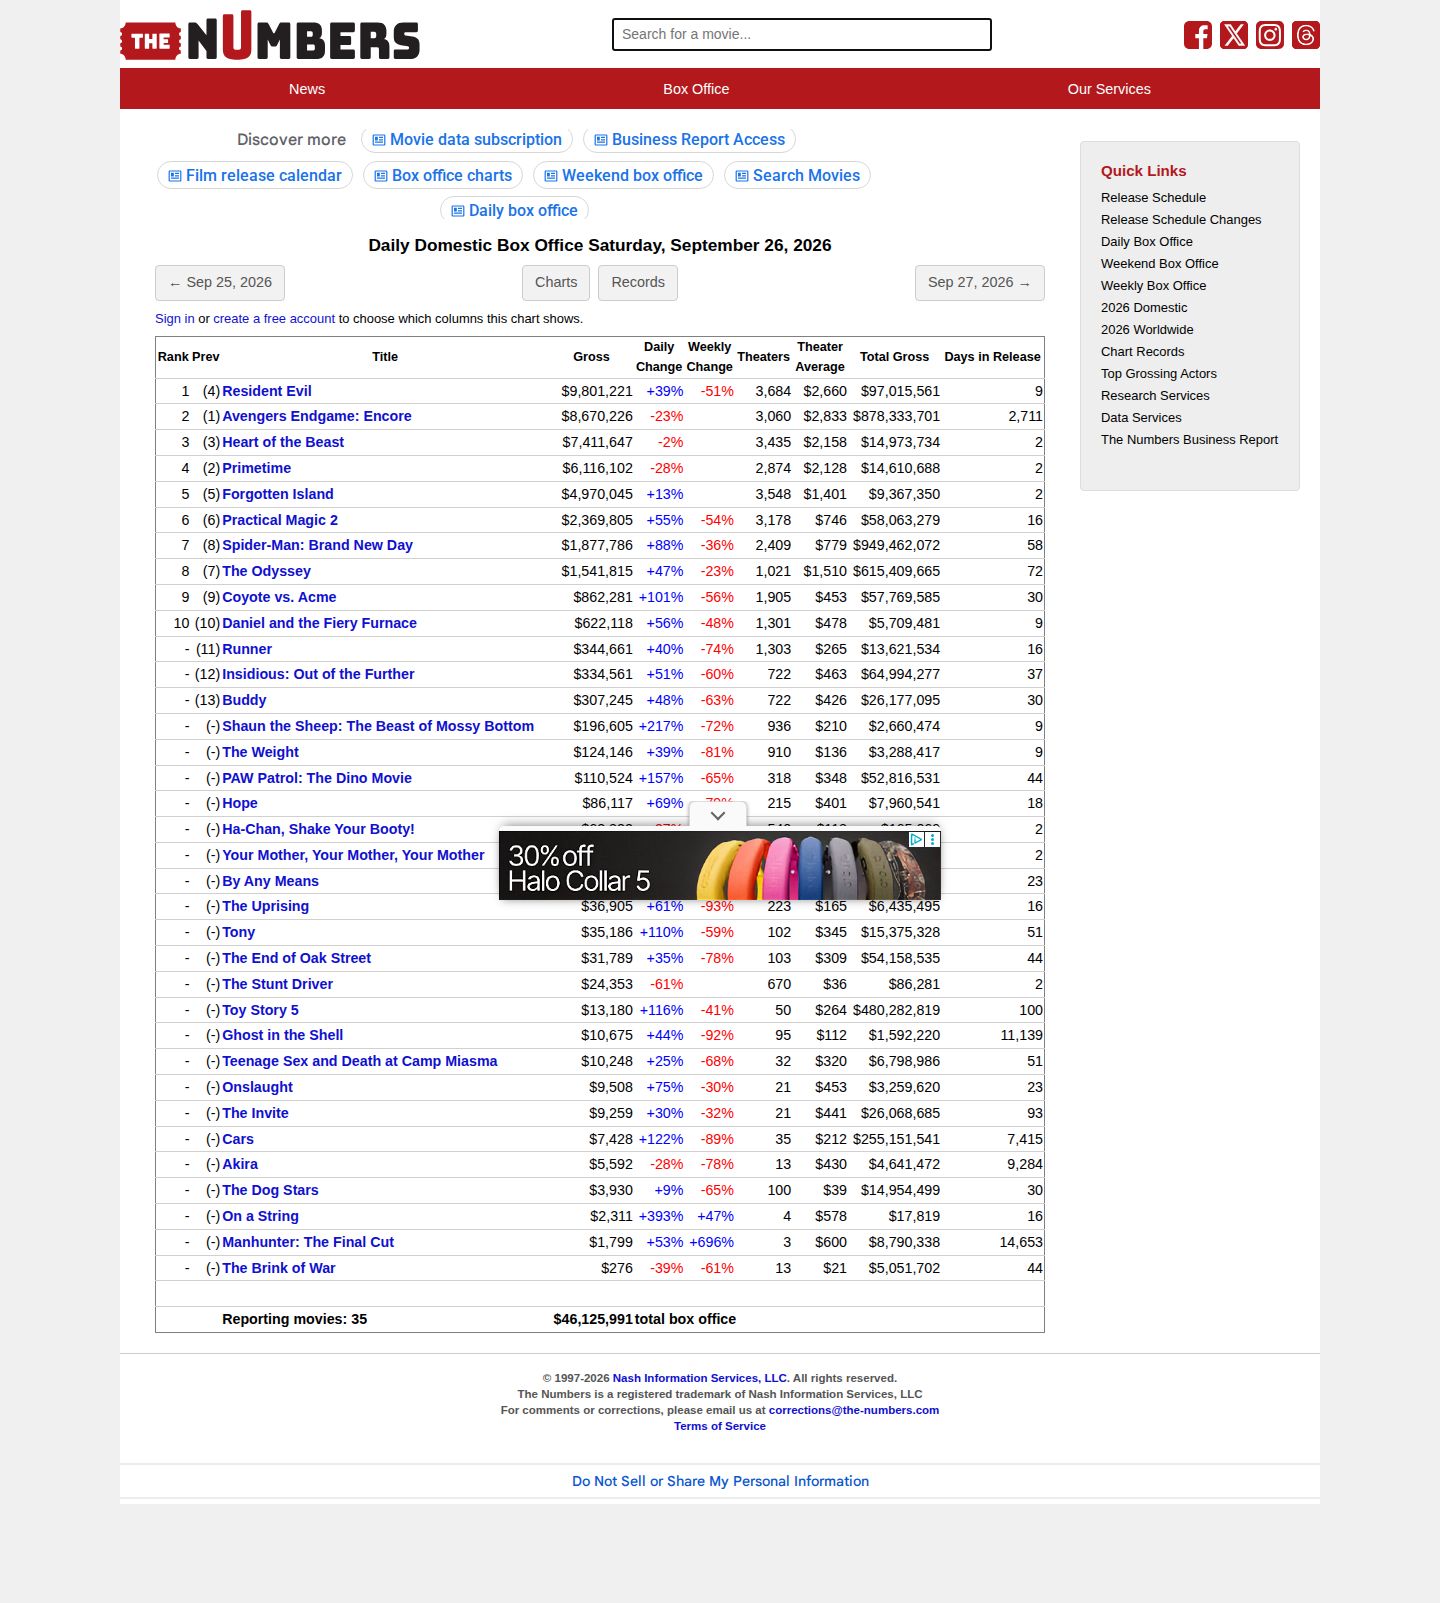 THE NUMBERS
Search for a movie...
News Box Office Our Services
Discover more Movie data subscription Business Report Access
Film release calendar Box office charts Weekend box office Search Movies
Daily box office
Daily Domestic Box Office Saturday, September 26, 2026
← Sep 25, 2026 Charts Records Sep 27, 2026 →
Sign in or create a free account to choose which columns this chart shows.
Rank Prev Title Gross Daily Change Weekly Change Theaters Theater Average Total Gross Days in Release
1 (4) Resident Evil $9,801,221 +39% -51% 3,684 $2,660 $97,015,561 9
2 (1) Avengers Endgame: Encore $8,670,226 -23% 3,060 $2,833 $878,333,701 2,711
3 (3) Heart of the Beast $7,411,647 -2% 3,435 $2,158 $14,973,734 2
4 (2) Primetime $6,116,102 -28% 2,874 $2,128 $14,610,688 2
5 (5) Forgotten Island $4,970,045 +13% 3,548 $1,401 $9,367,350 2
6 (6) Practical Magic 2 $2,369,805 +55% -54% 3,178 $746 $58,063,279 16
7 (8) Spider-Man: Brand New Day $1,877,786 +88% -36% 2,409 $779 $949,462,072 58
8 (7) The Odyssey $1,541,815 +47% -23% 1,021 $1,510 $615,409,665 72
9 (9) Coyote vs. Acme $862,281 +101% -56% 1,905 $453 $57,769,585 30
10 (10) Daniel and the Fiery Furnace $622,118 +56% -48% 1,301 $478 $5,709,481 9
- (11) Runner $344,661 +40% -74% 1,303 $265 $13,621,534 16
- (12) Insidious: Out of the Further $334,561 +51% -60% 722 $463 $64,994,277 37
- (13) Buddy $307,245 +48% -63% 722 $426 $26,177,095 30
- (-) Shaun the Sheep: The Beast of Mossy Bottom $196,605 +217% -72% 936 $210 $2,660,474 9
- (-) The Weight $124,146 +39% -81% 910 $136 $3,288,417 9
- (-) PAW Patrol: The Dino Movie $110,524 +157% -65% 318 $348 $52,816,531 44
- (-) Hope $86,117 +69% 215 $401 $7,960,541 18
- (-) Ha-Chan, Shake Your Booty! 2
- (-) Your Mother, Your Mother, Your Mother 2
- (-) By Any Means 23
30% off
Halo Collar 5
- (-) The Uprising $36,905 +61% -93% 223 $165 $6,435,495 16
- (-) Tony $35,186 +110% -59% 102 $345 $15,375,328 51
- (-) The End of Oak Street $31,789 +35% -78% 103 $309 $54,158,535 44
- (-) The Stunt Driver $24,353 -61% 670 $36 $86,281 2
- (-) Toy Story 5 $13,180 +116% -41% 50 $264 $480,282,819 100
- (-) Ghost in the Shell $10,675 +44% -92% 95 $112 $1,592,220 11,139
- (-) Teenage Sex and Death at Camp Miasma $10,248 +25% -68% 32 $320 $6,798,986 51
- (-) Onslaught $9,508 +75% -30% 21 $453 $3,259,620 23
- (-) The Invite $9,259 +30% -32% 21 $441 $26,068,685 93
- (-) Cars $7,428 +122% -89% 35 $212 $255,151,541 7,415
- (-) Akira $5,592 -28% -78% 13 $430 $4,641,472 9,284
- (-) The Dog Stars $3,930 +9% -65% 100 $39 $14,954,499 30
- (-) On a String $2,311 +393% +47% 4 $578 $17,819 16
- (-) Manhunter: The Final Cut $1,799 +53% +696% 3 $600 $8,790,338 14,653
- (-) The Brink of War $276 -39% -61% 13 $21 $5,051,702 44
Reporting movies: 35 $46,125,991 total box office
Quick Links
Release Schedule
Release Schedule Changes
Daily Box Office
Weekend Box Office
Weekly Box Office
2026 Domestic
2026 Worldwide
Chart Records
Top Grossing Actors
Research Services
Data Services
The Numbers Business Report
© 1997-2026 Nash Information Services, LLC. All rights reserved.
The Numbers is a registered trademark of Nash Information Services, LLC
For comments or corrections, please email us at corrections@the-numbers.com
Terms of Service
Do Not Sell or Share My Personal Information